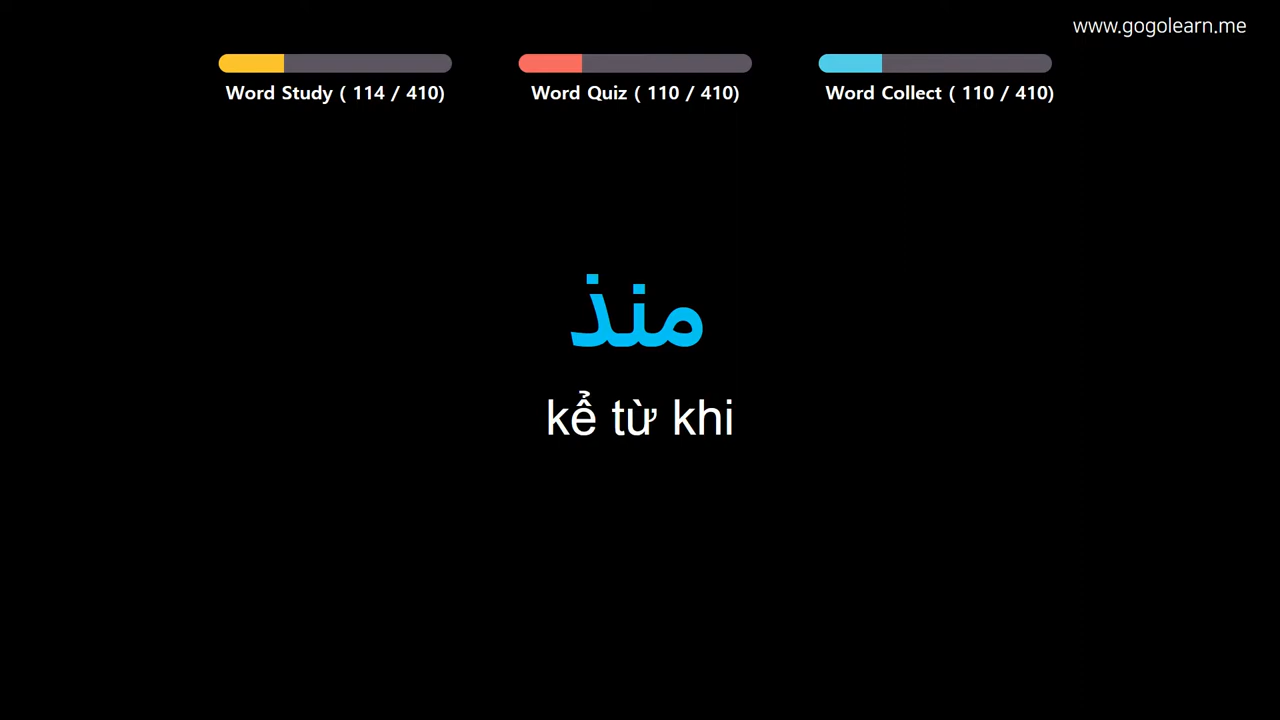 www.gogolearn.me
Word Study ( 114 / 410)
Word Quiz ( 110 / 410)
Word Collect ( 110 / 410)
منذ
kể từ khi